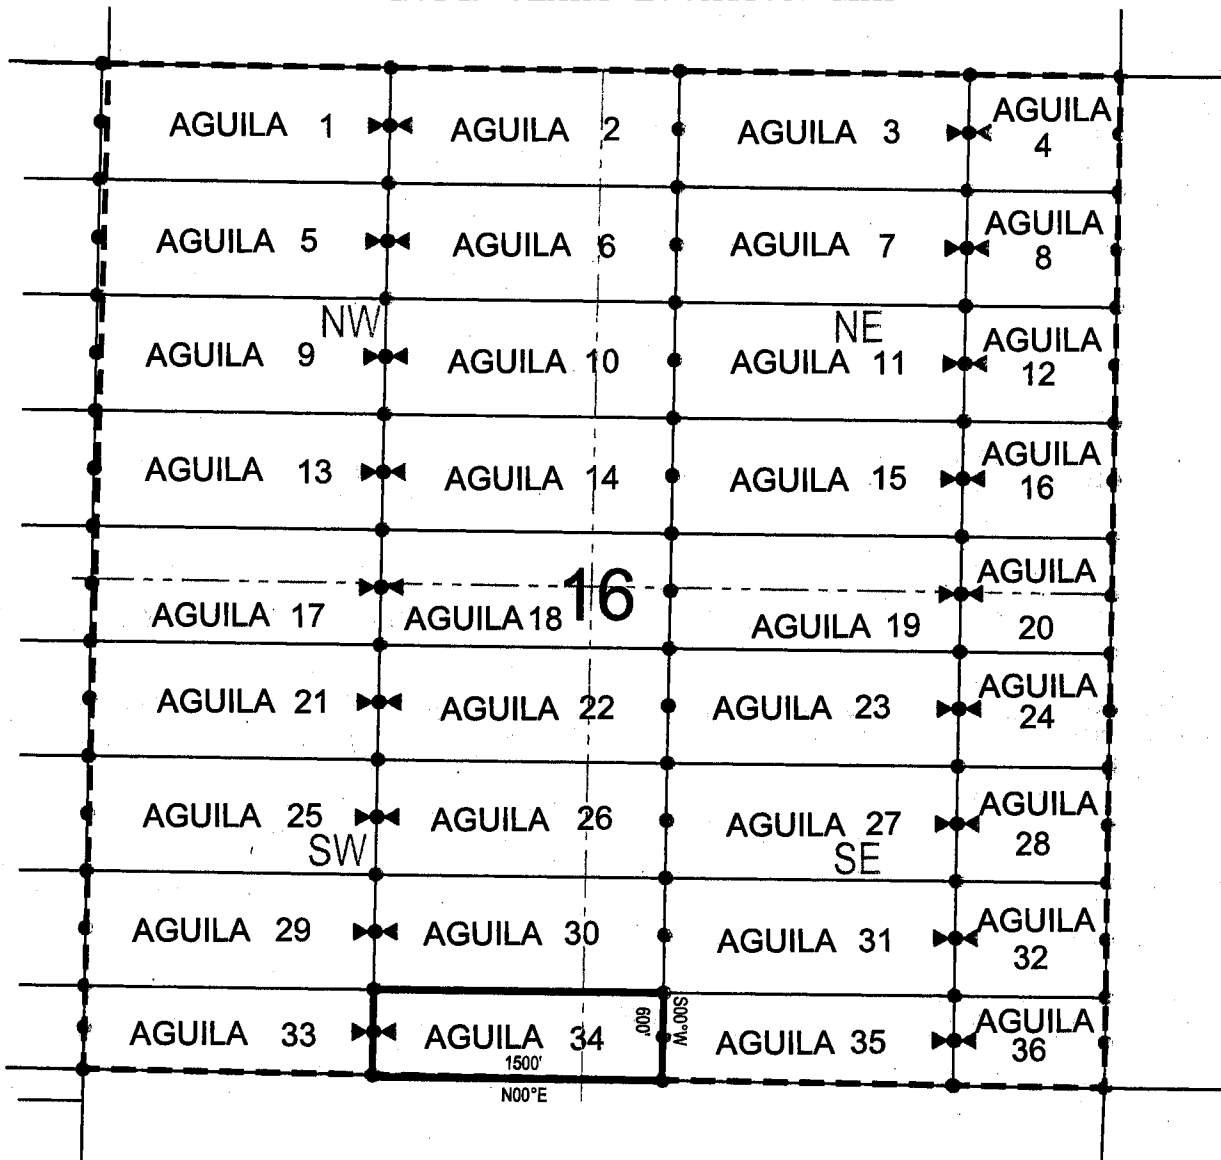 AGUILA 1 AGUILA 2 AGUILA 3 AGUILA
4
AGUILA 5 AGUILA 6 AGUILA 7 AGUILA
8
NW NE
AGUILA 9 AGUILA 10 AGUILA 11 AGUILA
12
AGUILA 13 AGUILA 14 AGUILA 15 AGUILA
16
16
AGUILA 17 AGUILA 18 AGUILA 19 AGUILA
20
AGUILA 21 AGUILA 22 AGUILA 23 AGUILA
24
AGUILA 25 AGUILA 26 AGUILA 27 AGUILA
28
SW SE
AGUILA 29 AGUILA 30 AGUILA 31 AGUILA
32
AGUILA 33 AGUILA 34 AGUILA 35 AGUILA
36
600'
S00°W
1500'
N00°E